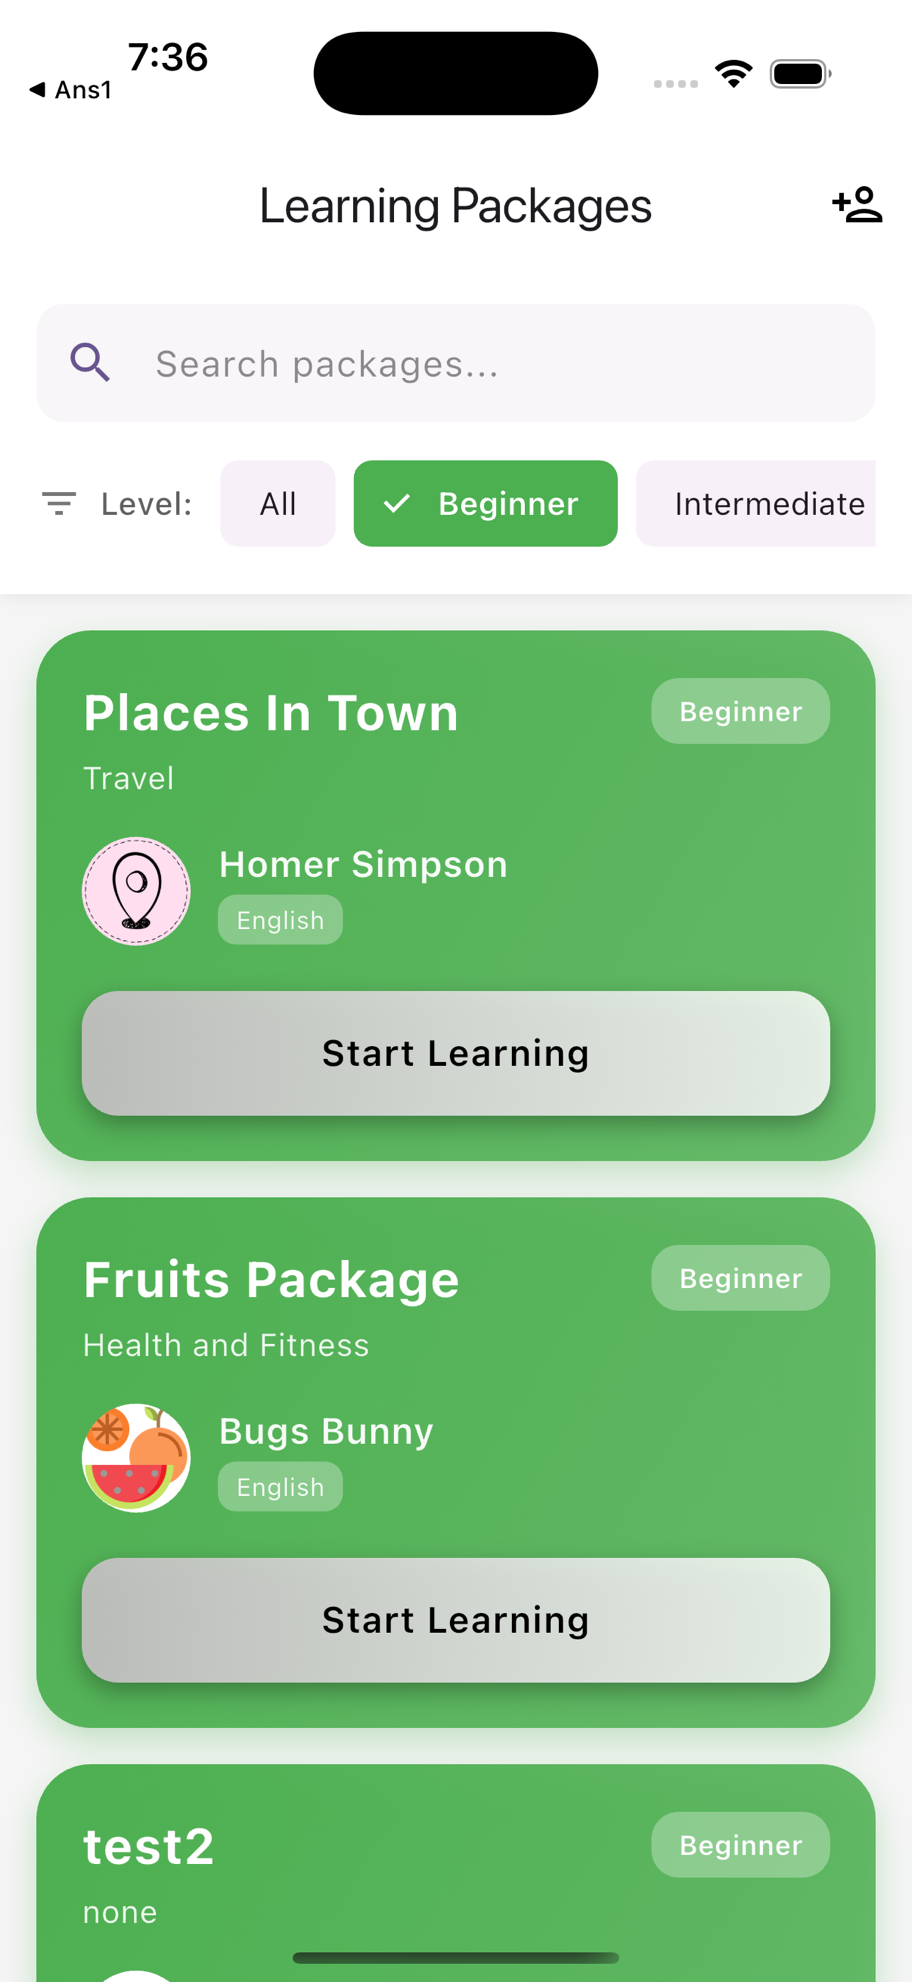 7:36
Ans1
Learning Packages
Search packages...
Level: All Beginner Intermediate
Places In Town Beginner
Travel
Homer Simpson
English
Start Learning
Fruits Package Beginner
Health and Fitness
Bugs Bunny
English
Start Learning
test2 Beginner
none